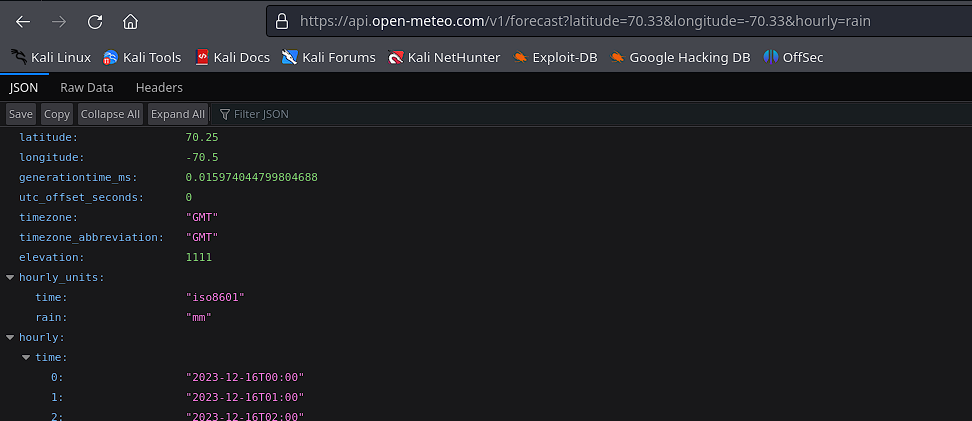 https://api.open-meteo.com/v1/forecast?latitude=70.33&longitude=-70.33&hourly=rain
Kali Linux Kali Tools Kali Docs Kali Forums Kali NetHunter Exploit-DB Google Hacking DB OffSec
JSON Raw Data Headers
Save Copy Collapse All Expand All Filter JSON
latitude: 70.25
longitude: -70.5
generationtime_ms: 0.015974044799804688
utc_offset_seconds: 0
timezone: "GMT"
timezone_abbreviation: "GMT"
elevation: 1111
hourly_units:
time: "iso8601"
rain: "mm"
hourly:
time:
0: "2023-12-16T00:00"
1: "2023-12-16T01:00"
2: "2023-12-16T02:00"